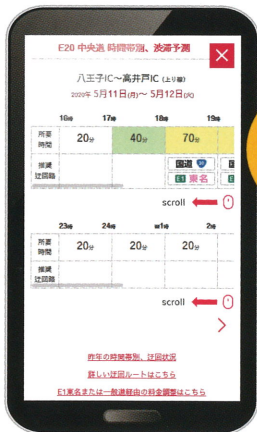 E20 中央道 時間帯別、渋滞予測
八王子IC〜高井戸IC (上り線)
2020年 5月11日(月)〜 5月12日(火)
16時 17時 18時 19時
所要時間 20分 40分 70分
推奨迂回路 国道 20
E1 東名 E
scroll
23時 24時 1時 2時
所要時間 20分 20分 20分
推奨迂回路
scroll
昨年の時間帯別、迂回状況
詳しい迂回ルートはこちら
E1東名または一般道経由の料金調整はこちら